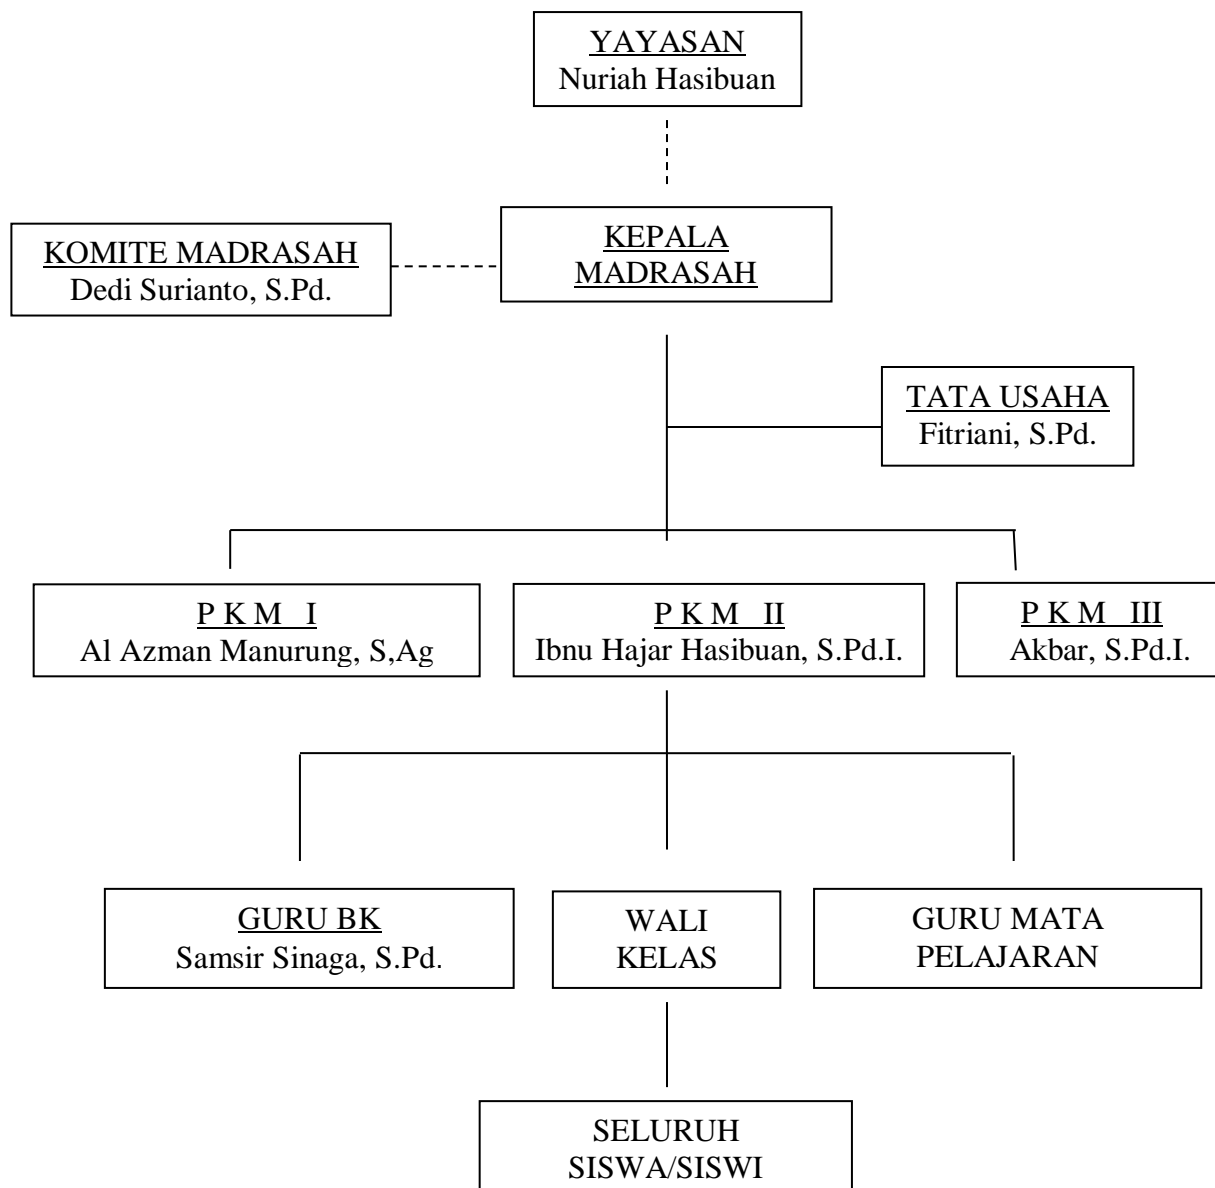 YAYASAN
Nuriah Hasibuan
KEPALA
MADRASAH
KOMITE MADRASAH
Dedi Surianto, S.Pd.
TATA USAHA
Fitriani, S.Pd.
P K M   I
Al Azman Manurung, S,Ag
P K M   II
Ibnu Hajar Hasibuan, S.Pd.I.
P K M   III
Akbar, S.Pd.I.
GURU BK
Samsir Sinaga, S.Pd.
WALI
KELAS
GURU MATA
PELAJARAN
SELURUH
SISWA/SISWI